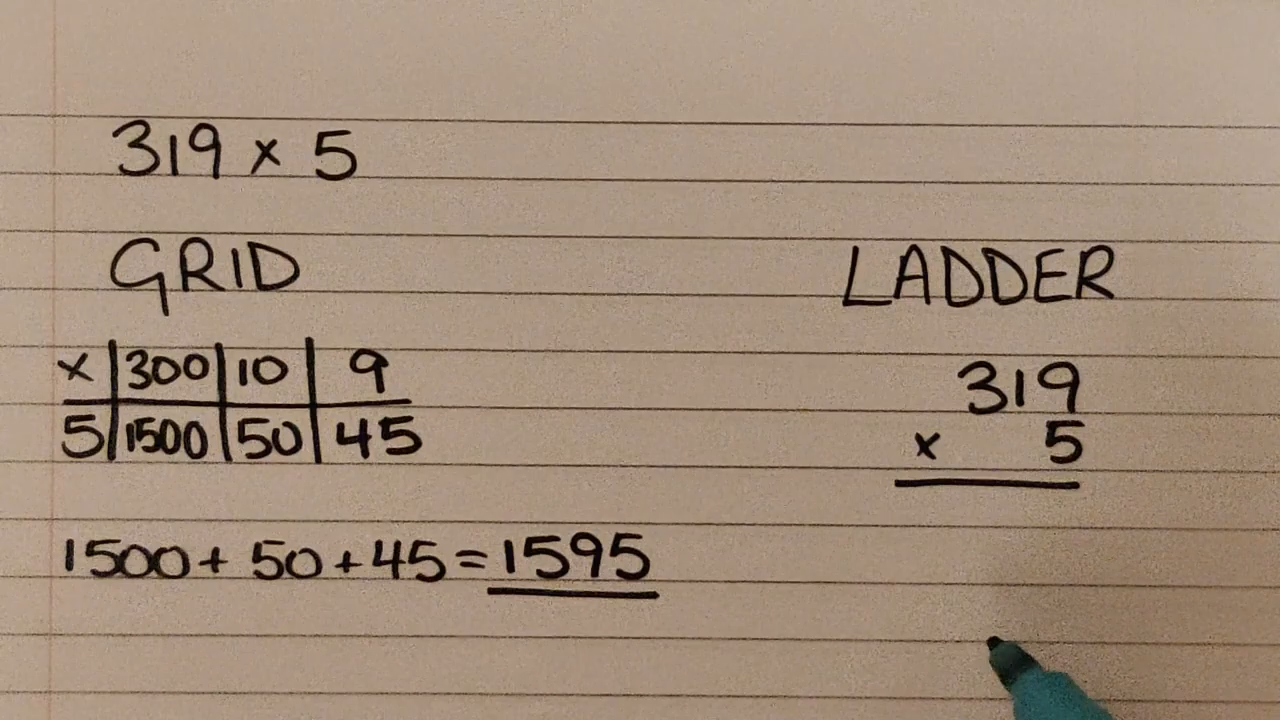 319 × 5
GRID
× 300 10 9
5 1500 50 45
1500 + 50 + 45 = 1595
LADDER
319
× 5